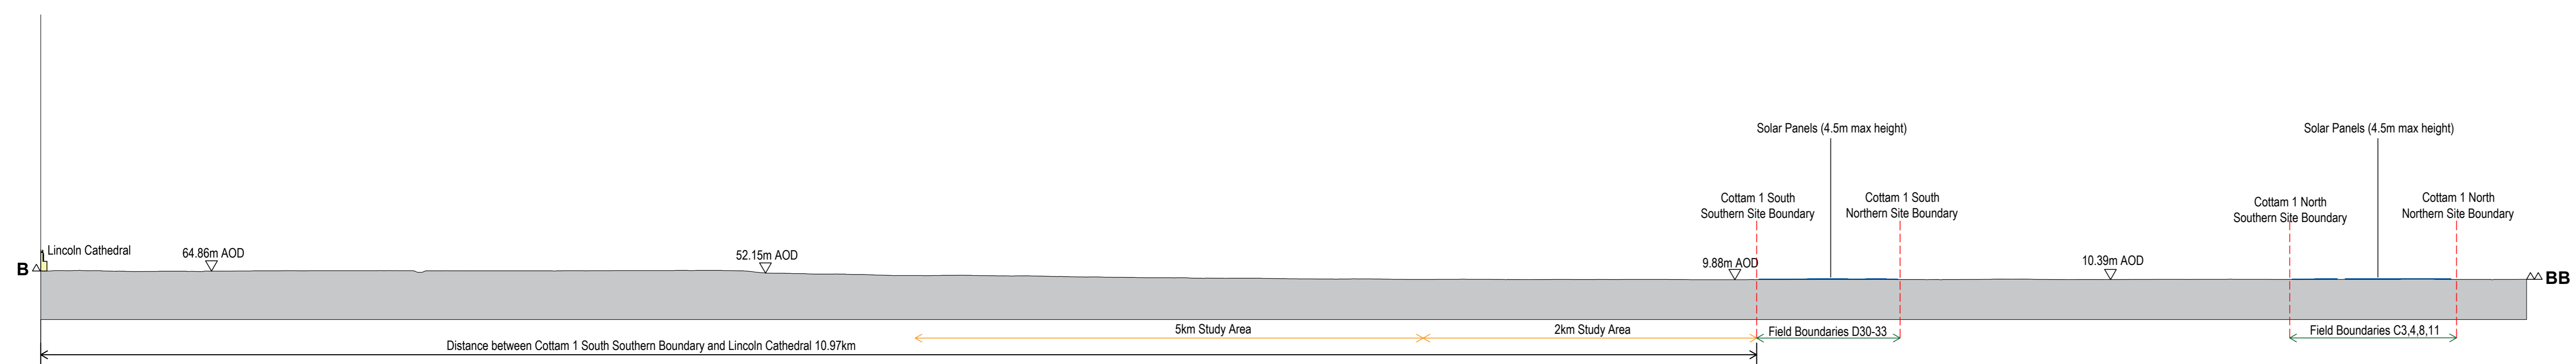 Solar Panels (4.5m max height)
Solar Panels (4.5m max height)
Cottam 1 South
Southern Site Boundary
Cottam 1 South
Northern Site Boundary
Cottam 1 North
Southern Site Boundary
Cottam 1 North
Northern Site Boundary
B
Lincoln Cathedral
64.86m AOD
52.15m AOD
9.88m AOD
10.39m AOD
BB
5km Study Area
2km Study Area
Field Boundaries D30-33
Field Boundaries C3,4,8,11
Distance between Cottam 1 South Southern Boundary and Lincoln Cathedral 10.97km